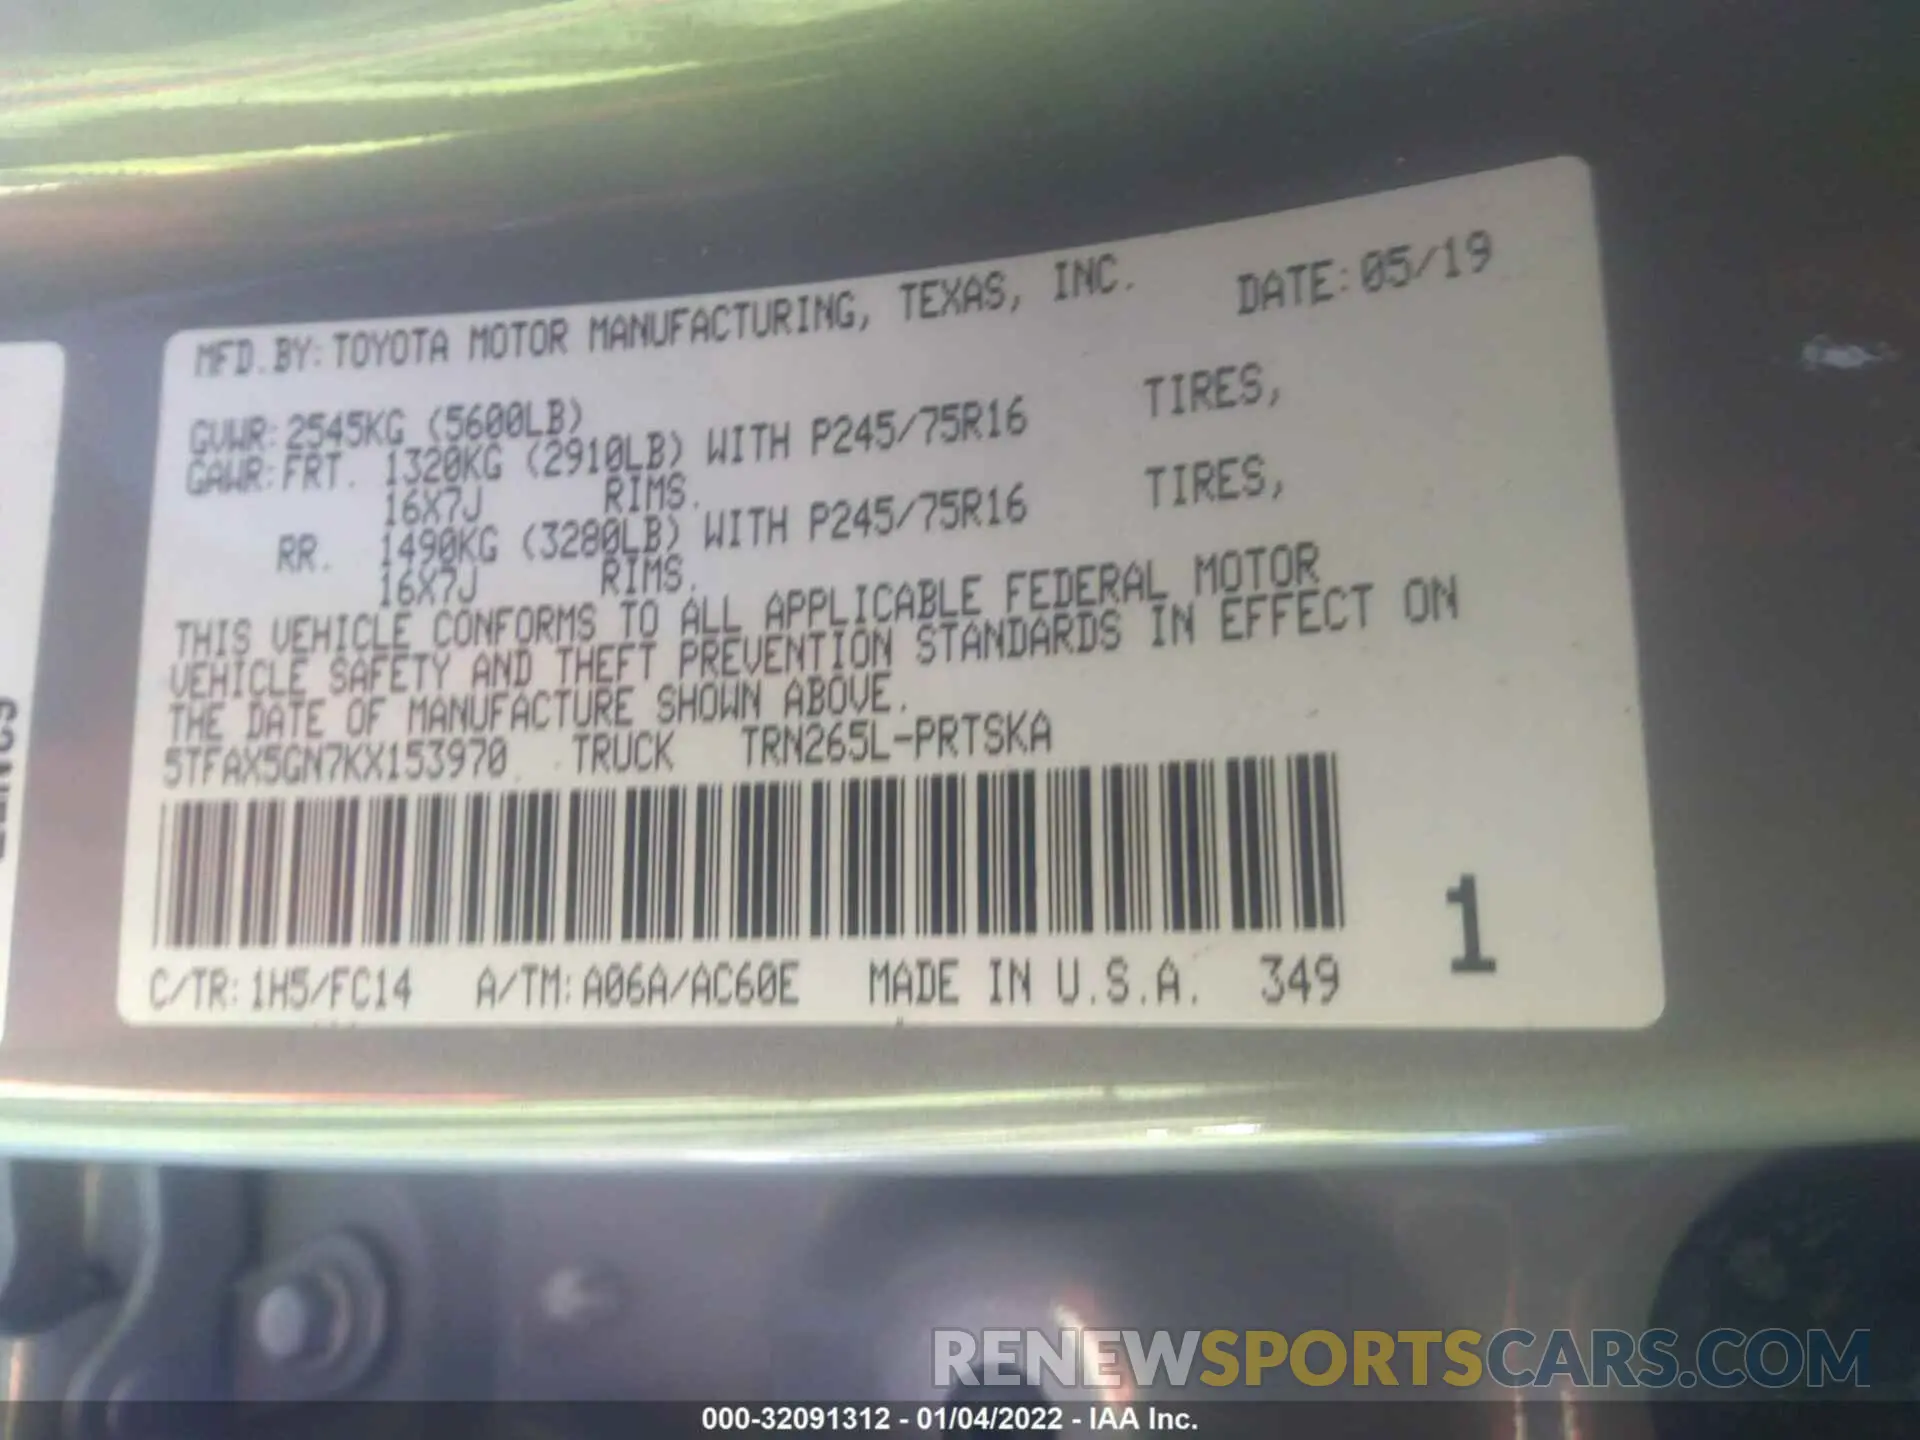 MFD.BY:TOYOTA MOTOR MANUFACTURING, TEXAS, INC. DATE:05/19
GVWR:2545KG (5600LB)
GAWR:FRT. 1320KG (2910LB) WITH P245/75R16 TIRES,
16X7J RIMS.
RR. 1490KG (3280LB) WITH P245/75R16 TIRES,
16X7J RIMS.
THIS VEHICLE CONFORMS TO ALL APPLICABLE FEDERAL MOTOR
VEHICLE SAFETY AND THEFT PREVENTION STANDARDS IN EFFECT ON
THE DATE OF MANUFACTURE SHOWN ABOVE.
5TFAX5GN7KX153970 TRUCK TRN265L-PRTSKA
1
C/TR:1H5/FC14 A/TM:A06A/AC60E MADE IN U.S.A. 349
RENEWSPORTSCARS.COM
000-32091312 - 01/04/2022 - IAA Inc.